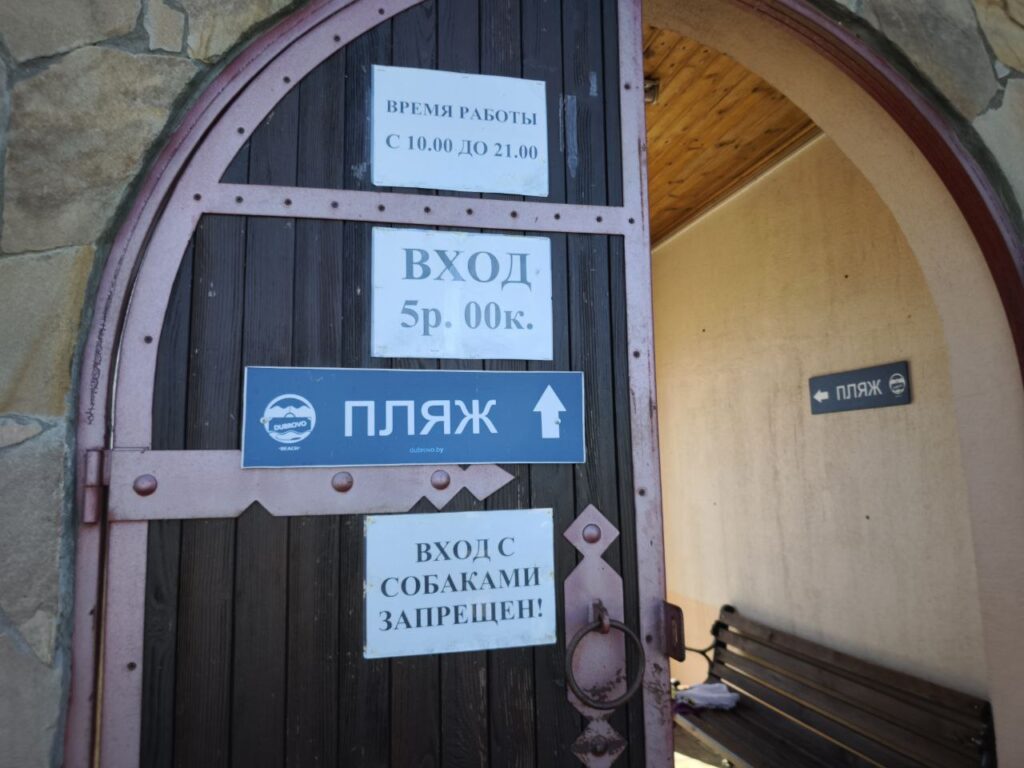 ВРЕМЯ РАБОТЫ
С 10.00 ДО 21.00
ВХОД
5р. 00к.
DUBROVO
"BEACH"
ПЛЯЖ
dubrovo.by
ПЛЯЖ
ВХОД С
СОБАКАМИ
ЗАПРЕЩЕН!